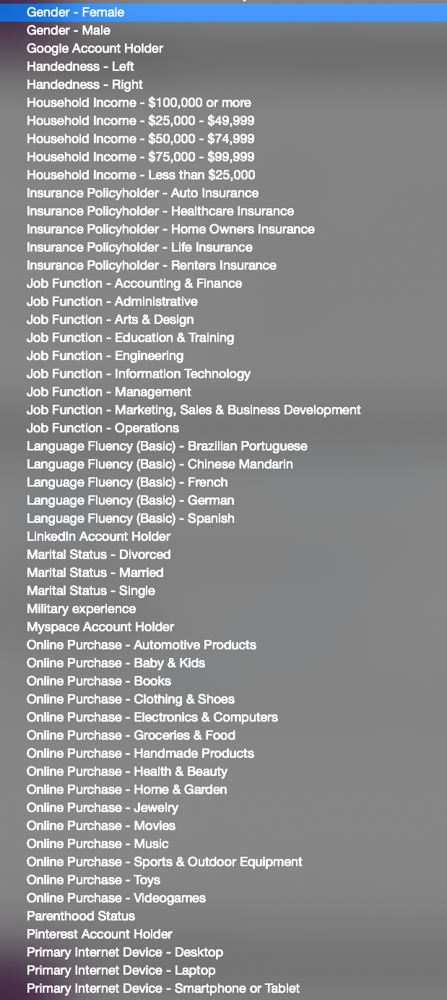 Gender - Female
Gender - Male
Google Account Holder
Handedness - Left
Handedness - Right
Household Income - $100,000 or more
Household Income - $25,000 - $49,999
Household Income - $50,000 - $74,999
Household Income - $75,000 - $99,999
Household Income - Less than $25,000
Insurance Policyholder - Auto Insurance
Insurance Policyholder - Healthcare Insurance
Insurance Policyholder - Home Owners Insurance
Insurance Policyholder - Life Insurance
Insurance Policyholder - Renters Insurance
Job Function - Accounting & Finance
Job Function - Administrative
Job Function - Arts & Design
Job Function - Education & Training
Job Function - Engineering
Job Function - Information Technology
Job Function - Management
Job Function - Marketing, Sales & Business Development
Job Function - Operations
Language Fluency (Basic) - Brazilian Portuguese
Language Fluency (Basic) - Chinese Mandarin
Language Fluency (Basic) - French
Language Fluency (Basic) - German
Language Fluency (Basic) - Spanish
LinkedIn Account Holder
Marital Status - Divorced
Marital Status - Married
Marital Status - Single
Military experience
Myspace Account Holder
Online Purchase - Automotive Products
Online Purchase - Baby & Kids
Online Purchase - Books
Online Purchase - Clothing & Shoes
Online Purchase - Electronics & Computers
Online Purchase - Groceries & Food
Online Purchase - Handmade Products
Online Purchase - Health & Beauty
Online Purchase - Home & Garden
Online Purchase - Jewelry
Online Purchase - Movies
Online Purchase - Music
Online Purchase - Sports & Outdoor Equipment
Online Purchase - Toys
Online Purchase - Videogames
Parenthood Status
Pinterest Account Holder
Primary Internet Device - Desktop
Primary Internet Device - Laptop
Primary Internet Device - Smartphone or Tablet